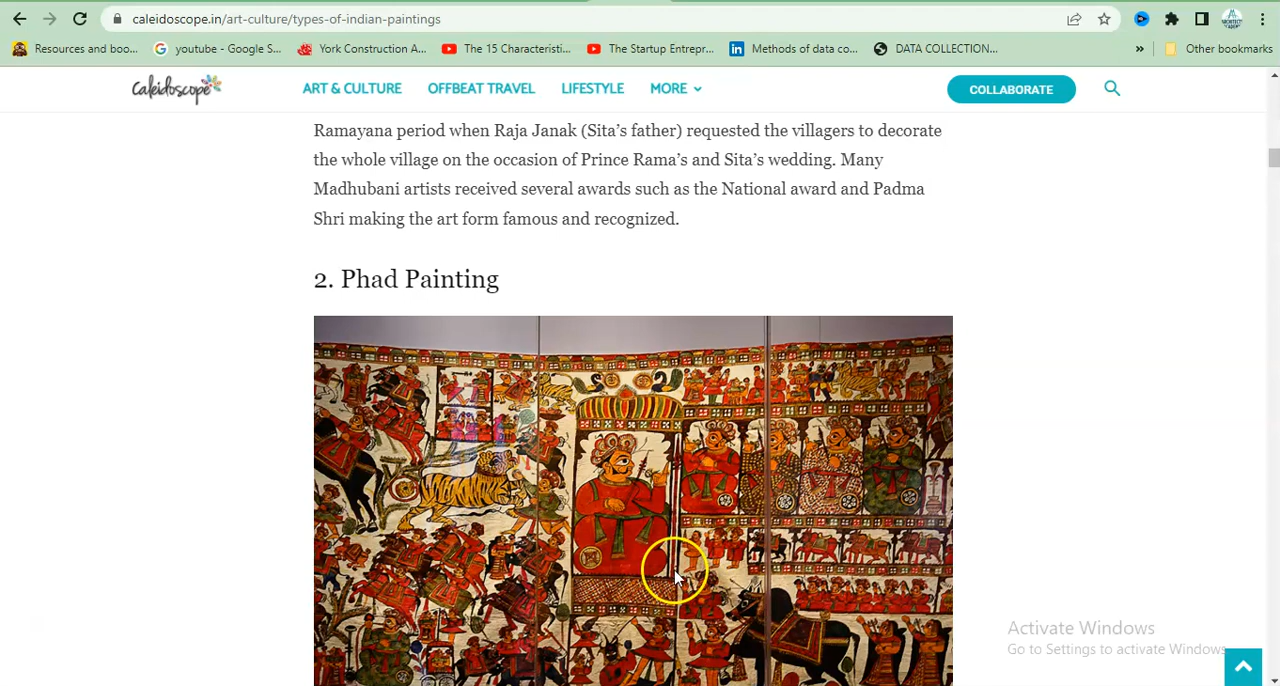 caleidoscope.in/art-culture/types-of-indian-paintings
Resources and boo... youtube - Google S... York Construction A... The 15 Characteristi... The Startup Entrepr... Methods of data co... DATA COLLECTION... » Other bookmarks
Caleidoscope ART & CULTURE OFFBEAT TRAVEL LIFESTYLE MORE COLLABORATE
Ramayana period when Raja Janak (Sita’s father) requested the villagers to decorate
the whole village on the occasion of Prince Rama’s and Sita’s wedding. Many
Madhubani artists received several awards such as the National award and Padma
Shri making the art form famous and recognized.
2. Phad Painting
Activate Windows
Go to Settings to activate Windows.